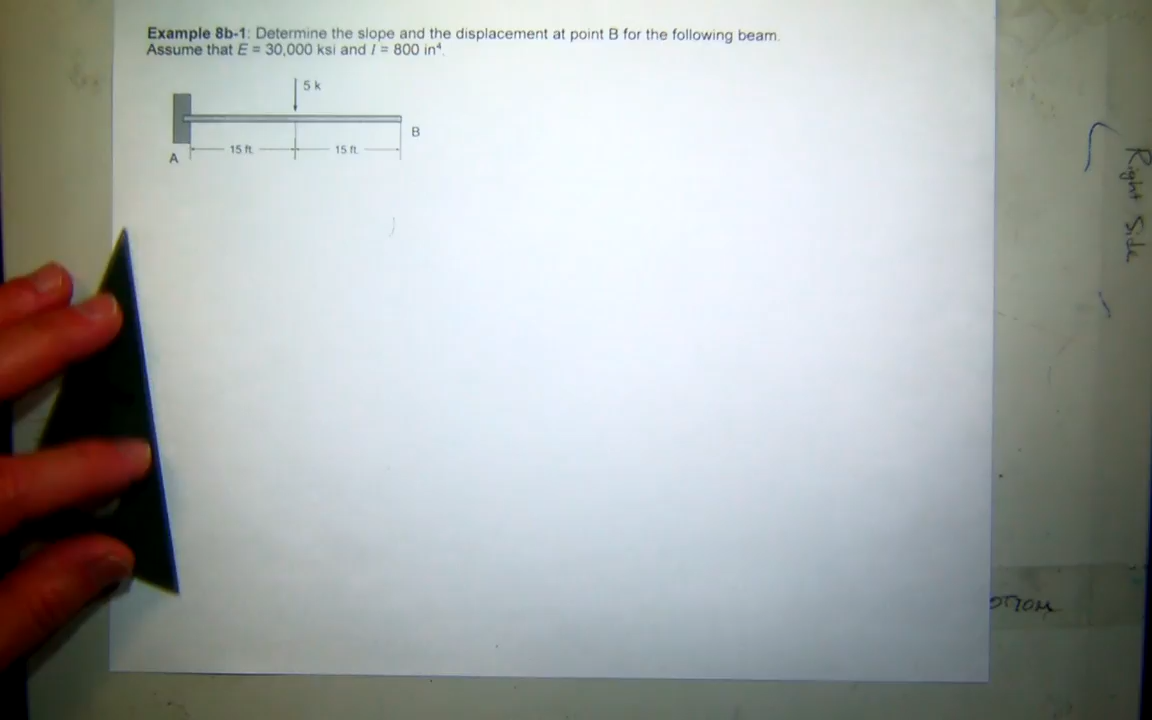 Example 8b-1: Determine the slope and the displacement at point B for the following beam.
Assume that E = 30,000 ksi and I = 800 in⁴.
5 k
B
15 ft.
15 ft.
A
Right Side
OTTOM